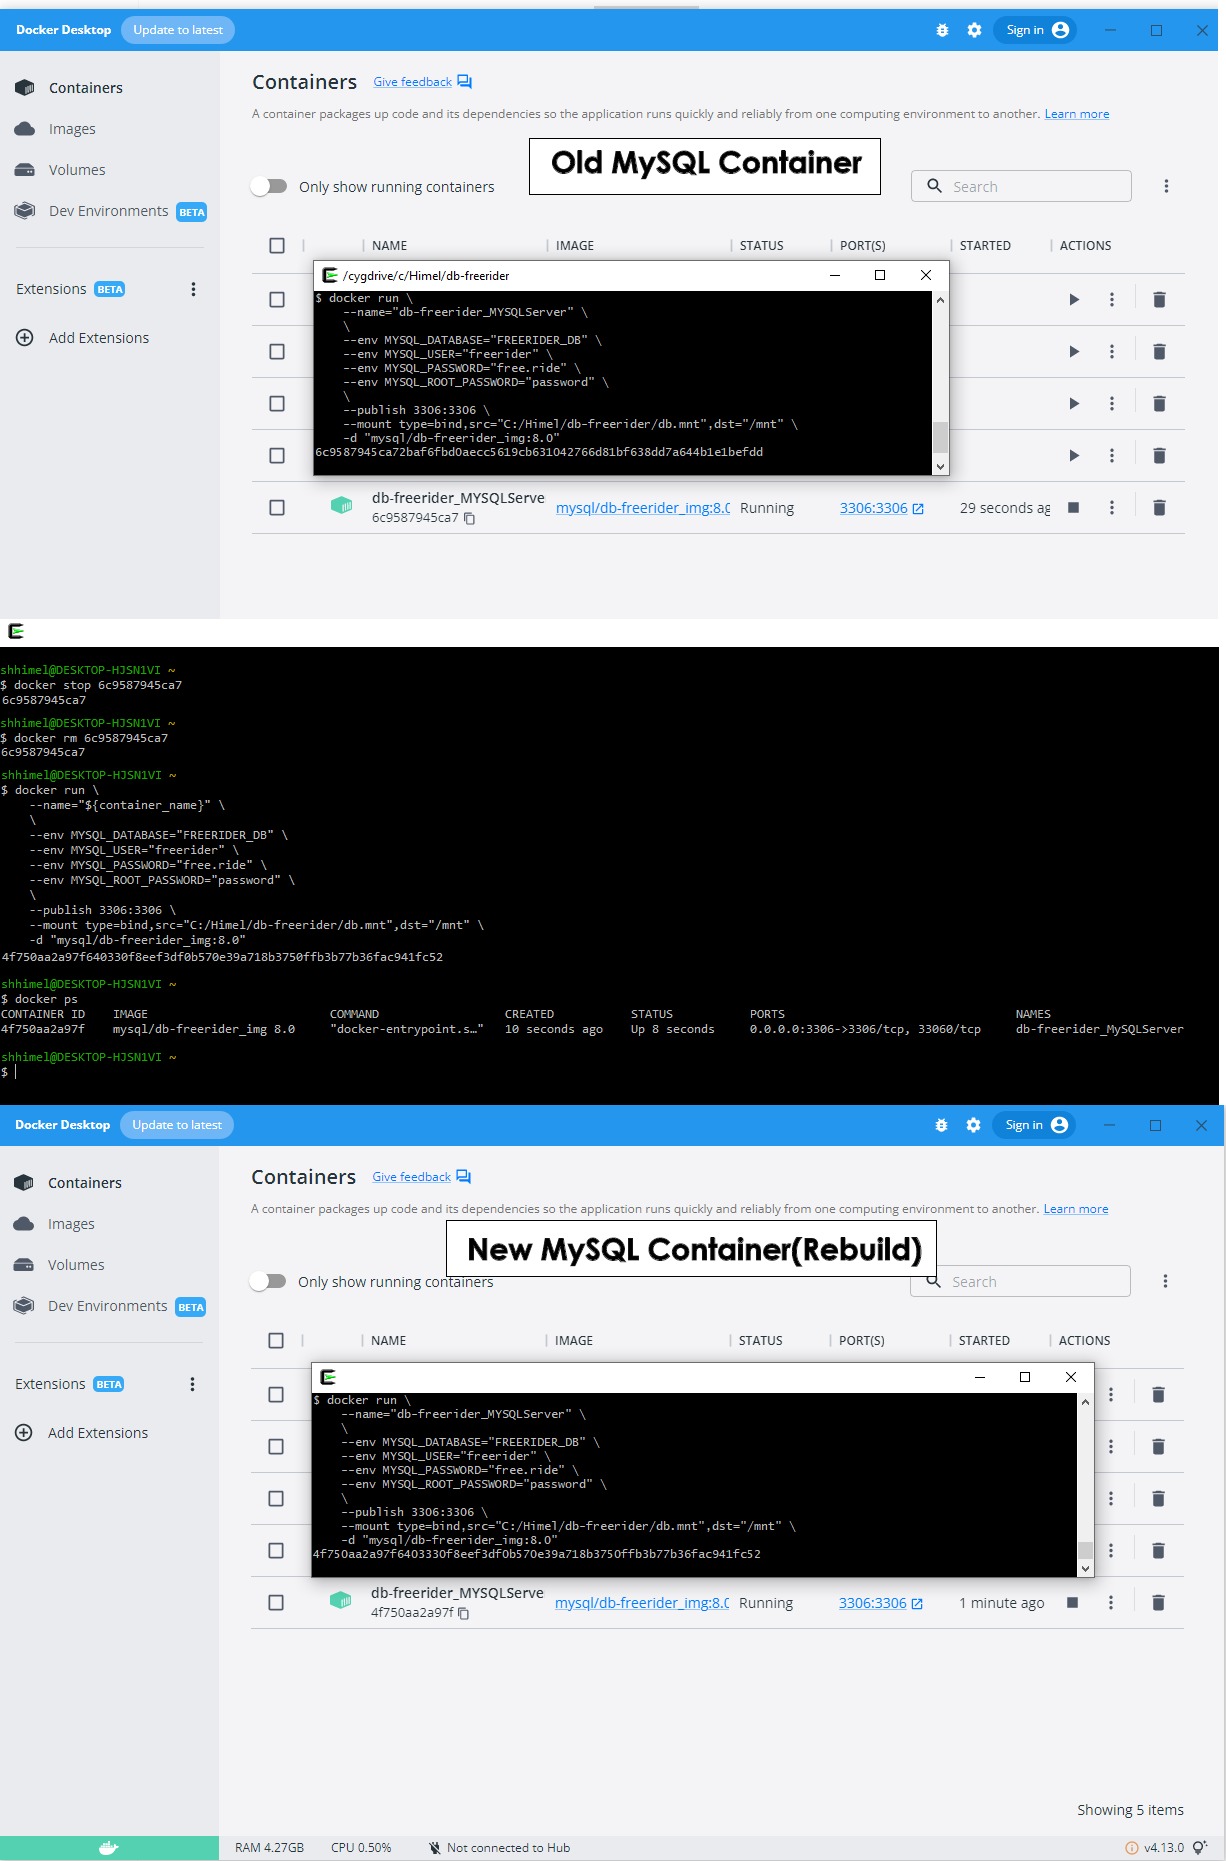 Docker Desktop Update to latest Sign in
Containers
Images
Volumes
Dev Environments BETA
Extensions BETA
Add Extensions
Containers Give feedback
A container packages up code and its dependencies so the application runs quickly and reliably from one computing environment to another. Learn more
Old MySQL Container
Only show running containers
Search
NAME IMAGE STATUS PORT(S) STARTED ACTIONS
/cygdrive/c/Himel/db-freerider
$ docker run \
--name="db-freerider_MYSQLServer" \
\
--env MYSQL_DATABASE="FREERIDER_DB" \
--env MYSQL_USER="freerider" \
--env MYSQL_PASSWORD="free.ride" \
--env MYSQL_ROOT_PASSWORD="password" \
\
--publish 3306:3306 \
--mount type=bind,src="C:/Himel/db-freerider/db.mnt",dst="/mnt" \
-d "mysql/db-freerider_img:8.0"
6c9587945ca72baf6fbd0aecc5619cb631042766d81bf638dd7a644b1e1befdd
db-freerider_MYSQLServe mysql/db-freerider_img:8.0 Running 3306:3306 29 seconds ag
6c9587945ca7
shhimel@DESKTOP-HJSN1VI ~
$ docker stop 6c9587945ca7
6c9587945ca7
shhimel@DESKTOP-HJSN1VI ~
$ docker rm 6c9587945ca7
6c9587945ca7
shhimel@DESKTOP-HJSN1VI ~
$ docker run \
--name="${container_name}" \
\
--env MYSQL_DATABASE="FREERIDER_DB" \
--env MYSQL_USER="freerider" \
--env MYSQL_PASSWORD="free.ride" \
--env MYSQL_ROOT_PASSWORD="password" \
\
--publish 3306:3306 \
--mount type=bind,src="C:/Himel/db-freerider/db.mnt",dst="/mnt" \
-d "mysql/db-freerider_img:8.0"
4f750aa2a97f640330f8eef3df0b570e39a718b3750ffb3b77b36fac941fc52
shhimel@DESKTOP-HJSN1VI ~
$ docker ps
CONTAINER ID IMAGE COMMAND CREATED STATUS PORTS NAMES
4f750aa2a97f mysql/db-freerider_img 8.0 "docker-entrypoint.s…" 10 seconds ago Up 8 seconds 0.0.0.0:3306->3306/tcp, 33060/tcp db-freerider_MySQLServer
shhimel@DESKTOP-HJSN1VI ~
$
Docker Desktop Update to latest Sign in
Containers
Images
Volumes
Dev Environments BETA
Extensions BETA
Add Extensions
Containers Give feedback
A container packages up code and its dependencies so the application runs quickly and reliably from one computing environment to another. Learn more
New MySQL Container(Rebuild)
Only show running containers
Search
NAME IMAGE STATUS PORT(S) STARTED ACTIONS
$ docker run \
--name="db-freerider_MYSQLServer" \
\
--env MYSQL_DATABASE="FREERIDER_DB" \
--env MYSQL_USER="freerider" \
--env MYSQL_PASSWORD="free.ride" \
--env MYSQL_ROOT_PASSWORD="password" \
\
--publish 3306:3306 \
--mount type=bind,src="C:/Himel/db-freerider/db.mnt",dst="/mnt" \
-d "mysql/db-freerider_img:8.0"
4f750aa2a97f6403330f8eef3df0b570e39a718b3750ffb3b77b36fac941fc52
db-freerider_MYSQLServe mysql/db-freerider_img:8.0 Running 3306:3306 1 minute ago
4f750aa2a97f
Showing 5 items
RAM 4.27GB CPU 0.50% Not connected to Hub v4.13.0